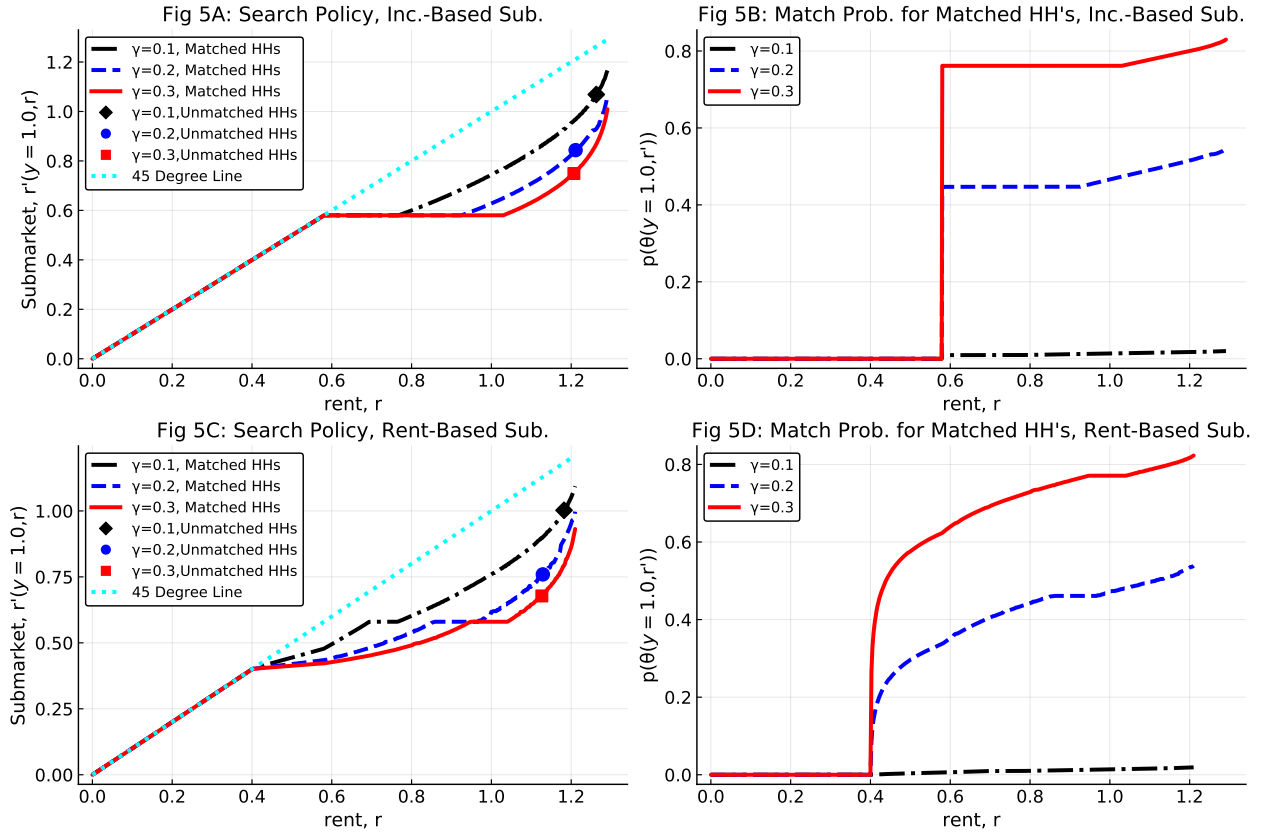 Fig 5A: Search Policy, Inc.-Based Sub.
γ=0.1, Matched HHs
γ=0.2, Matched HHs
γ=0.3, Matched HHs
γ=0.1,Unmatched HHs
γ=0.2,Unmatched HHs
γ=0.3,Unmatched HHs
45 Degree Line
Submarket, r'(y = 1.0,r)
1.2
1.0
0.8
0.6
0.4
0.2
0.0
0.0 0.2 0.4 0.6 0.8 1.0 1.2
rent, r
Fig 5B: Match Prob. for Matched HH's, Inc.-Based Sub.
γ=0.1
γ=0.2
γ=0.3
p(θ(y = 1.0,r'))
0.8
0.6
0.4
0.2
0.0
0.0 0.2 0.4 0.6 0.8 1.0 1.2
rent, r
Fig 5C: Search Policy, Rent-Based Sub.
γ=0.1, Matched HHs
γ=0.2, Matched HHs
γ=0.3, Matched HHs
γ=0.1,Unmatched HHs
γ=0.2,Unmatched HHs
γ=0.3,Unmatched HHs
45 Degree Line
Submarket, r'(y = 1.0,r)
1.00
0.75
0.50
0.25
0.00
0.0 0.2 0.4 0.6 0.8 1.0 1.2
rent, r
Fig 5D: Match Prob. for Matched HH's, Rent-Based Sub.
γ=0.1
γ=0.2
γ=0.3
p(θ(y = 1.0,r'))
0.8
0.6
0.4
0.2
0.0
0.0 0.2 0.4 0.6 0.8 1.0 1.2
rent, r